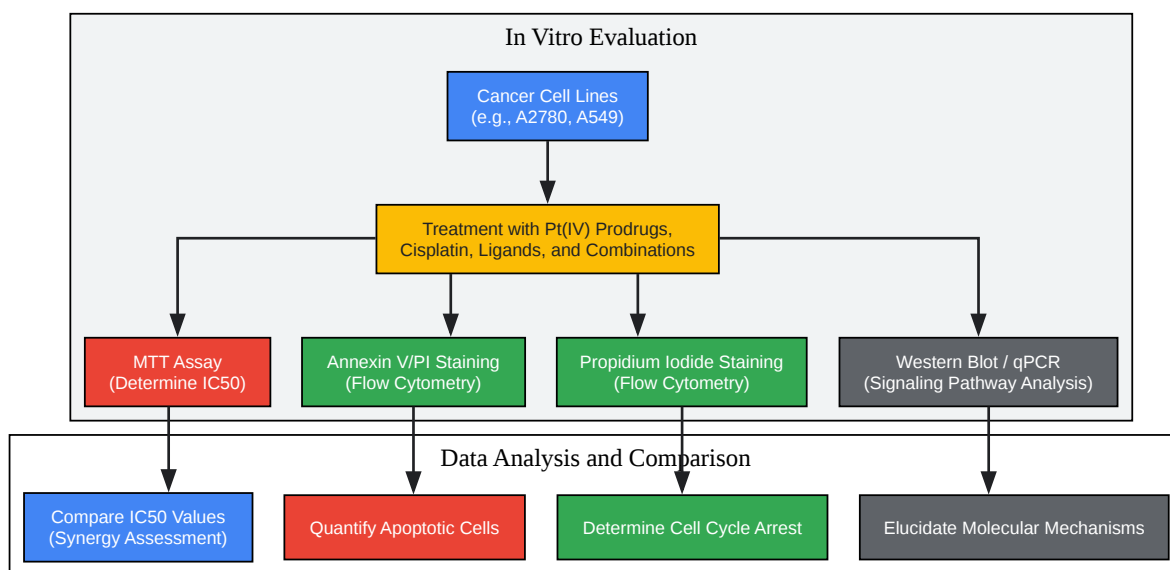 In Vitro Evaluation
Cancer Cell Lines
(e.g., A2780, A549)
Treatment with Pt(IV) Prodrugs,
Cisplatin, Ligands, and Combinations
MTT Assay
(Determine IC50)
Annexin V/PI Staining
(Flow Cytometry)
Propidium Iodide Staining
(Flow Cytometry)
Western Blot / qPCR
(Signaling Pathway Analysis)
Data Analysis and Comparison
Compare IC50 Values
(Synergy Assessment)
Quantify Apoptotic Cells
Determine Cell Cycle Arrest
Elucidate Molecular Mechanisms